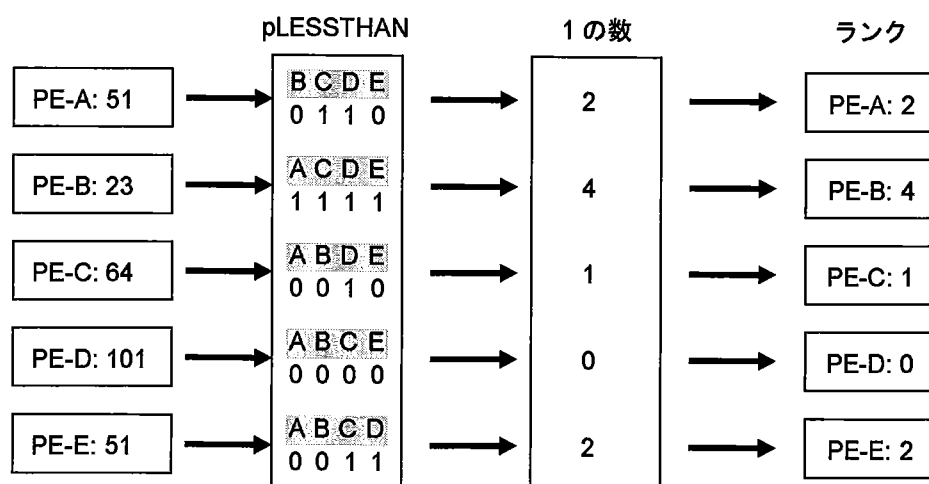 pLESSTHAN 1の数 ランク
PE-A: 51
B C D E
0 1 1 0
2
PE-A: 2
PE-B: 23
A C D E
1 1 1 1
4
PE-B: 4
PE-C: 64
A B D E
0 0 1 0
1
PE-C: 1
PE-D: 101
A B C E
0 0 0 0
0
PE-D: 0
PE-E: 51
A B C D
0 0 1 1
2
PE-E: 2